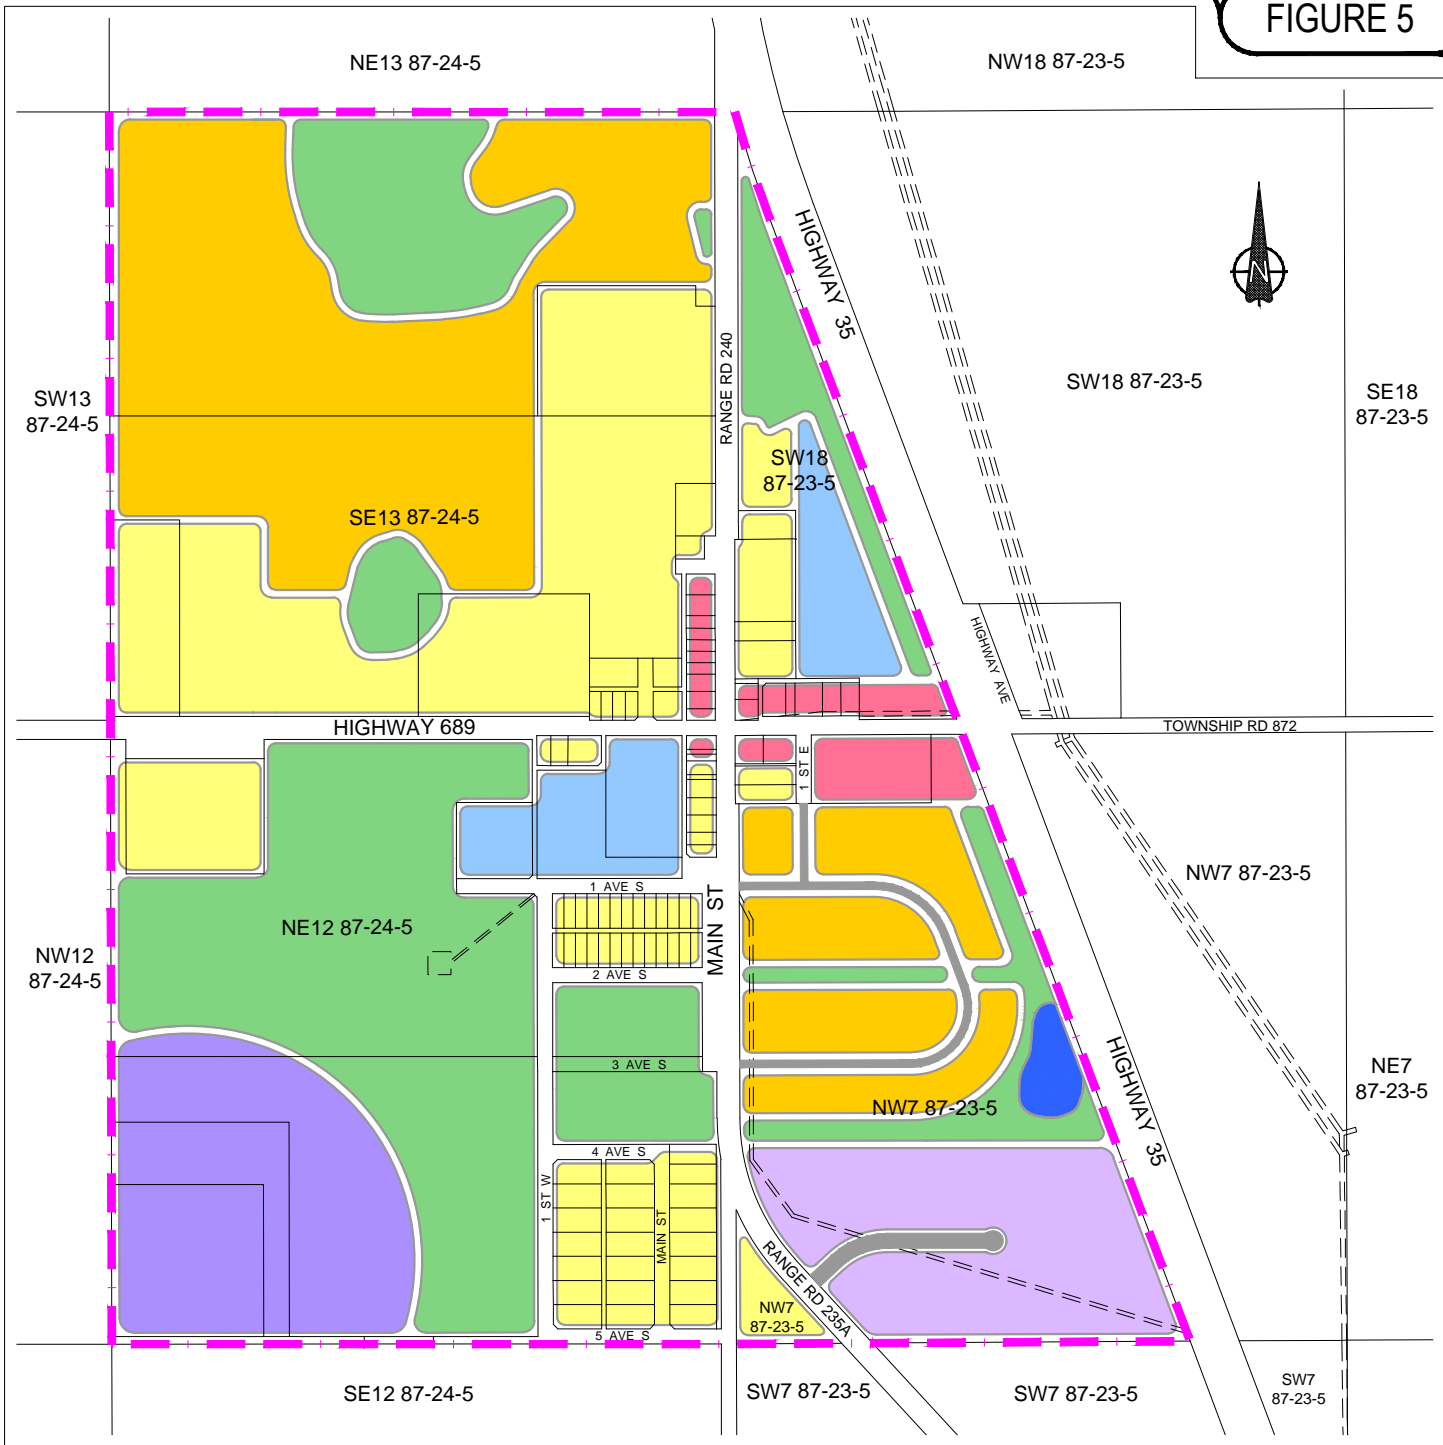 FIGURE 5
NE13 87-24-5
NW18 87-23-5
HIGHWAY 35
N
RANGE RD 240
SW13
87-24-5
SW18 87-23-5
SE18
87-23-5
SW18
87-23-5
SE13 87-24-5
HIGHWAY AVE
HIGHWAY 689
TOWNSHIP RD 872
1 ST E
1 AVE S
MAIN ST
NW7 87-23-5
NE12 87-24-5
NW12
87-24-5
2 AVE S
3 AVE S
HIGHWAY 35
NE7
87-23-5
NW7 87-23-5
4 AVE S
1 ST W
MAIN ST
RANGE RD 235A
NW7
87-23-5
5 AVE S
SE12 87-24-5
SW7 87-23-5
SW7 87-23-5
SW7
87-23-5